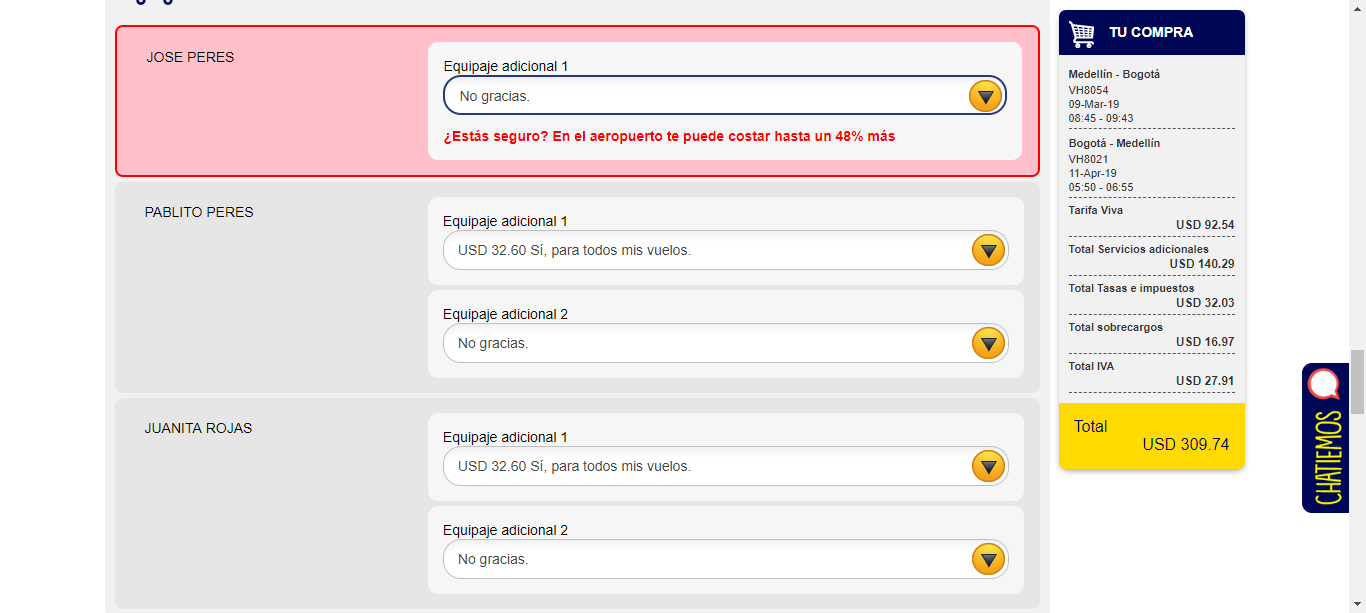 JOSE PERES
Equipaje adicional 1
No gracias.
¿Estás seguro? En el aeropuerto te puede costar hasta un 48% más
PABLITO PERES
Equipaje adicional 1
USD 32.60 Sí, para todos mis vuelos.
Equipaje adicional 2
No gracias.
JUANITA ROJAS
Equipaje adicional 1
USD 32.60 Sí, para todos mis vuelos.
Equipaje adicional 2
No gracias.
TU COMPRA
Medellín - Bogotá
VH8054
09-Mar-19
08:45 - 09:43
Bogotá - Medellín
VH8021
11-Apr-19
05:50 - 06:55
Tarifa Viva
USD 92.54
Total Servicios adicionales
USD 140.29
Total Tasas e impuestos
USD 32.03
Total sobrecargos
USD 16.97
Total IVA
USD 27.91
Total
USD 309.74
CHATIEMOS